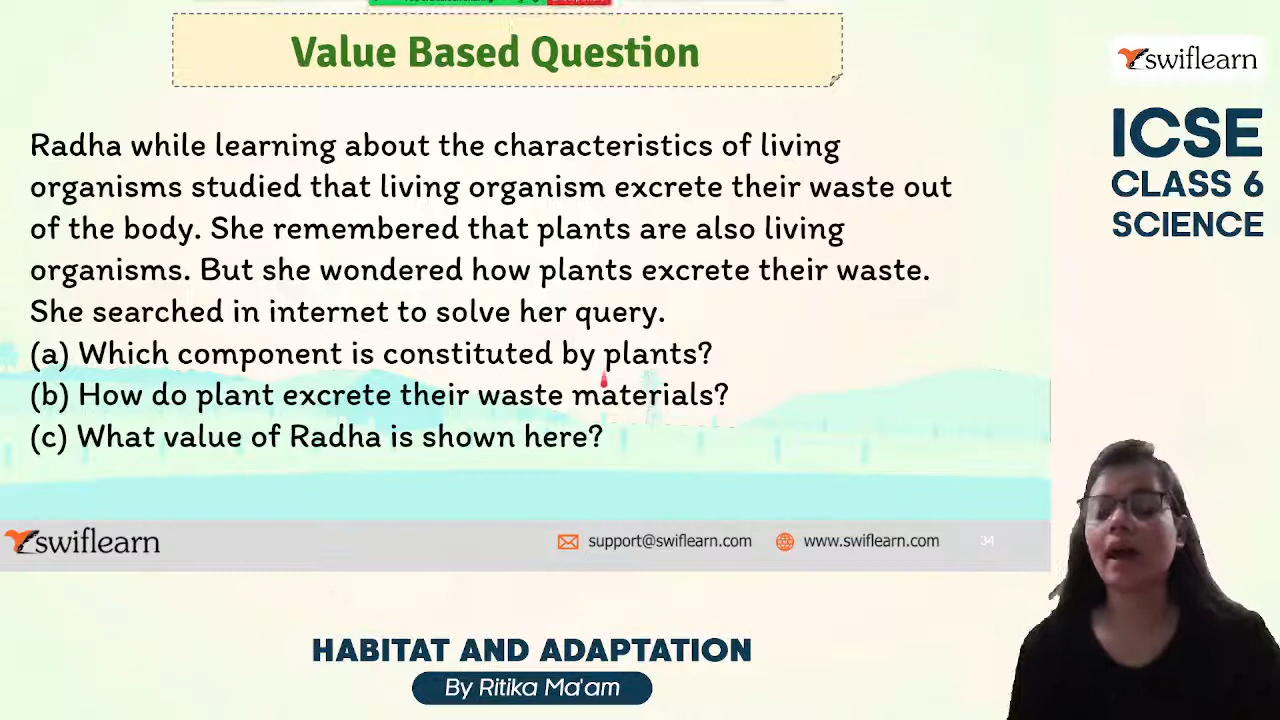 Value Based Question
swiflearn
ICSE
CLASS 6
SCIENCE
Radha while learning about the characteristics of living
organisms studied that living organism excrete their waste out
of the body. She remembered that plants are also living
organisms. But she wondered how plants excrete their waste.
She searched in internet to solve her query.
(a) Which component is constituted by plants?
(b) How do plant excrete their waste materials?
(c) What value of Radha is shown here?
swiflearn
support@swiflearn.com
www.swiflearn.com
34
HABITAT AND ADAPTATION
By Ritika Ma'am